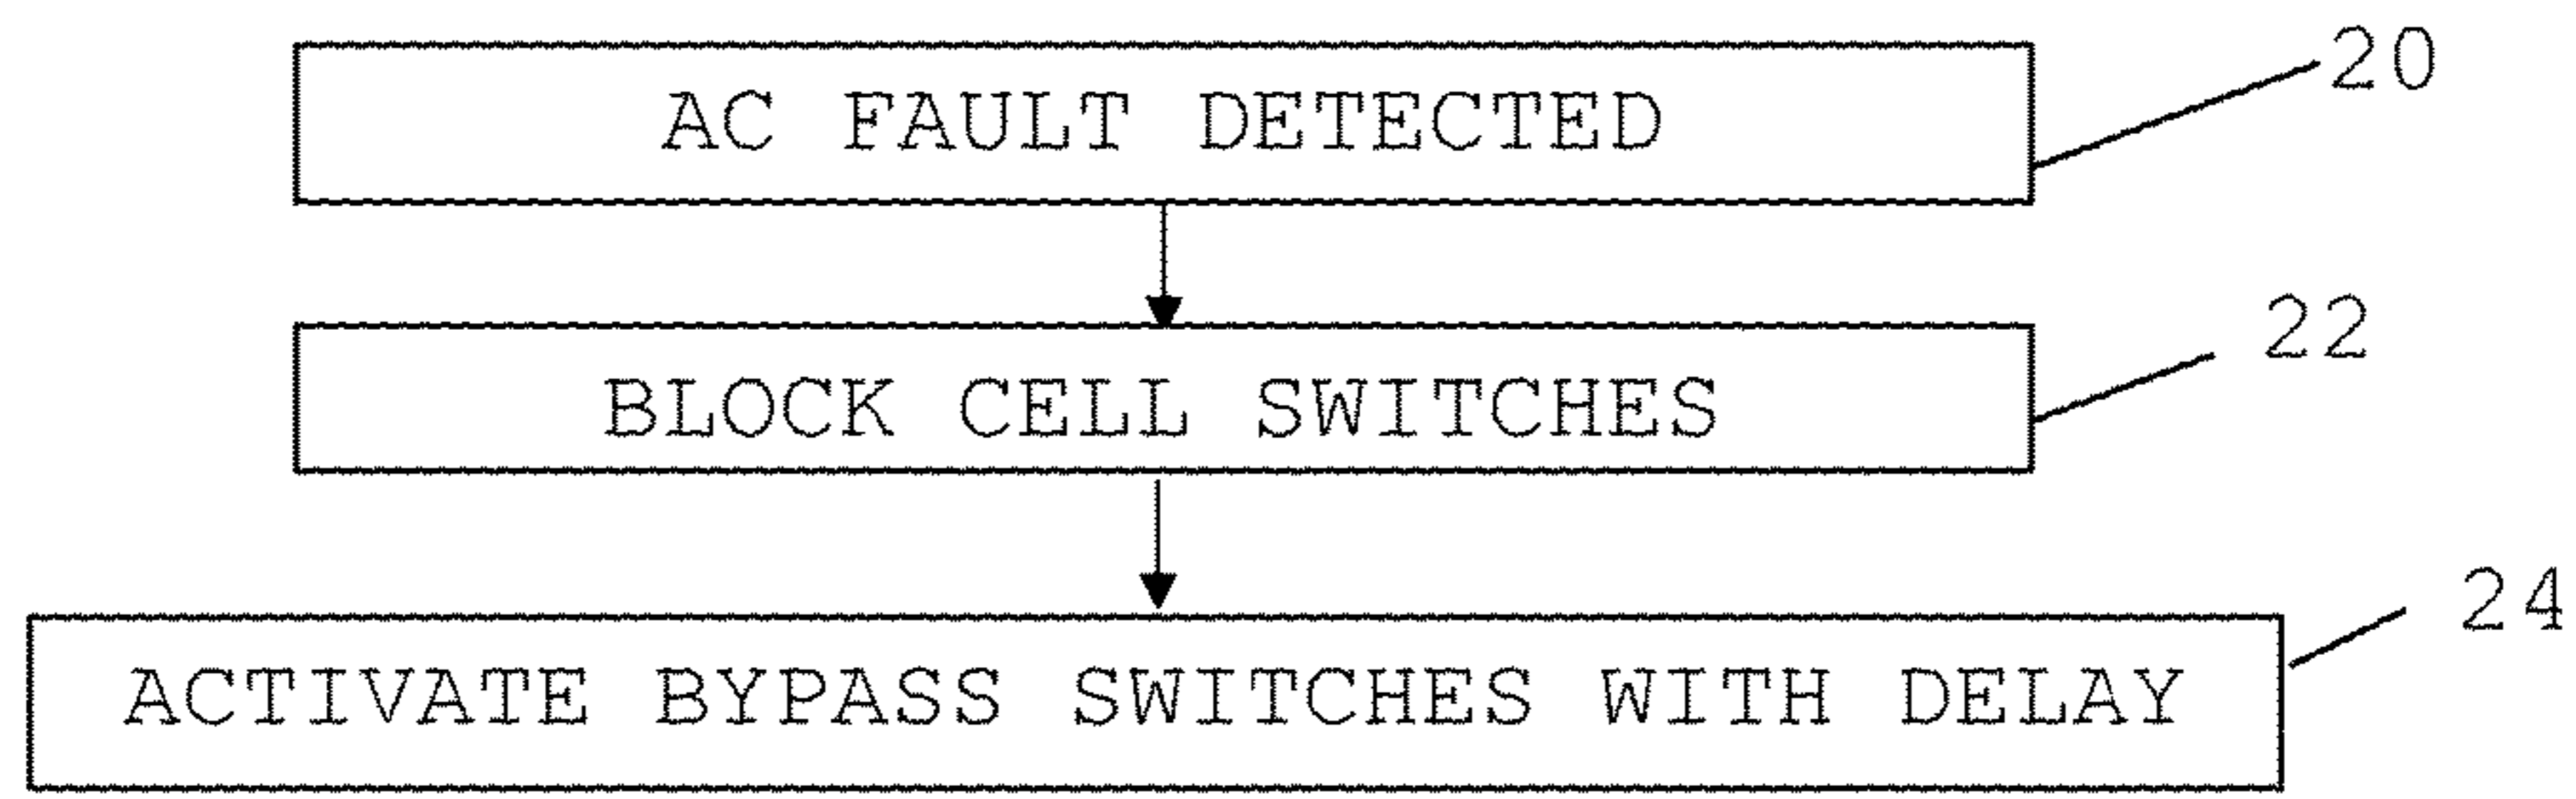 AC FAULT DETECTED
20
BLOCK CELL SWITCHES
22
ACTIVATE BYPASS SWITCHES WITH DELAY
24